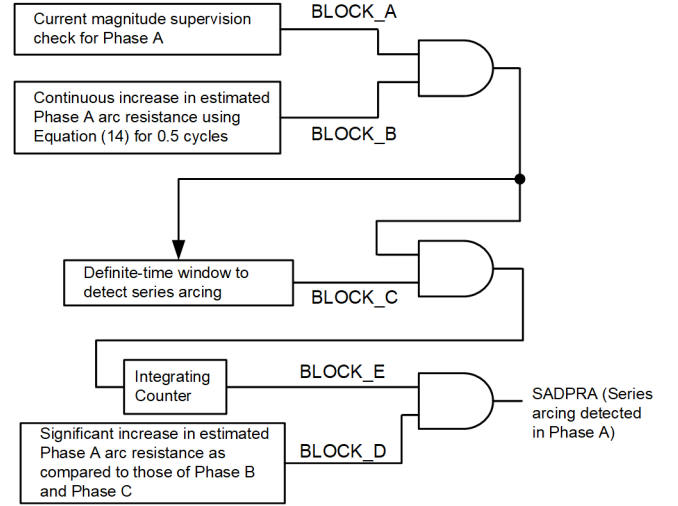 Current magnitude supervision
check for Phase A
BLOCK_A
Continuous increase in estimated
Phase A arc resistance using
Equation (14) for 0.5 cycles
BLOCK_B
Definite-time window to
detect series arcing
BLOCK_C
Integrating
Counter
BLOCK_E
SADPRA (Series
arcing detected
in Phase A)
Significant increase in estimated
Phase A arc resistance as
compared to those of Phase B
and Phase C
BLOCK_D